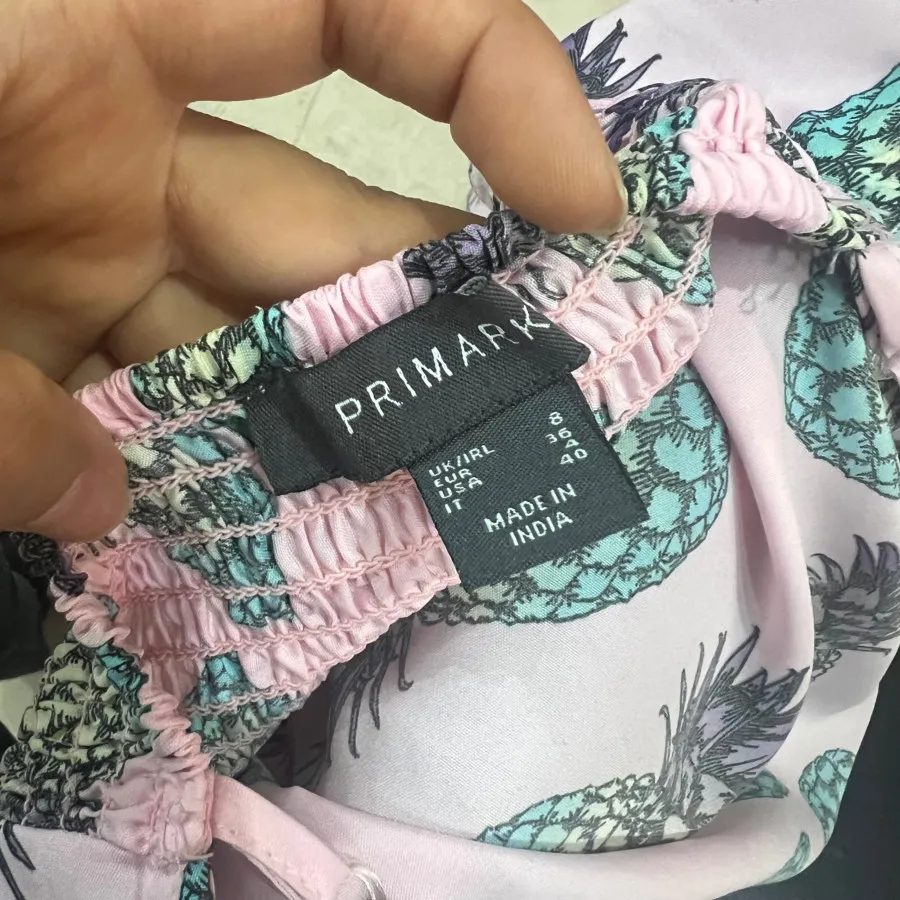 PRIMARK
UK/IRL 8
EUR 36
USA 4
IT 40
MADE IN
INDIA